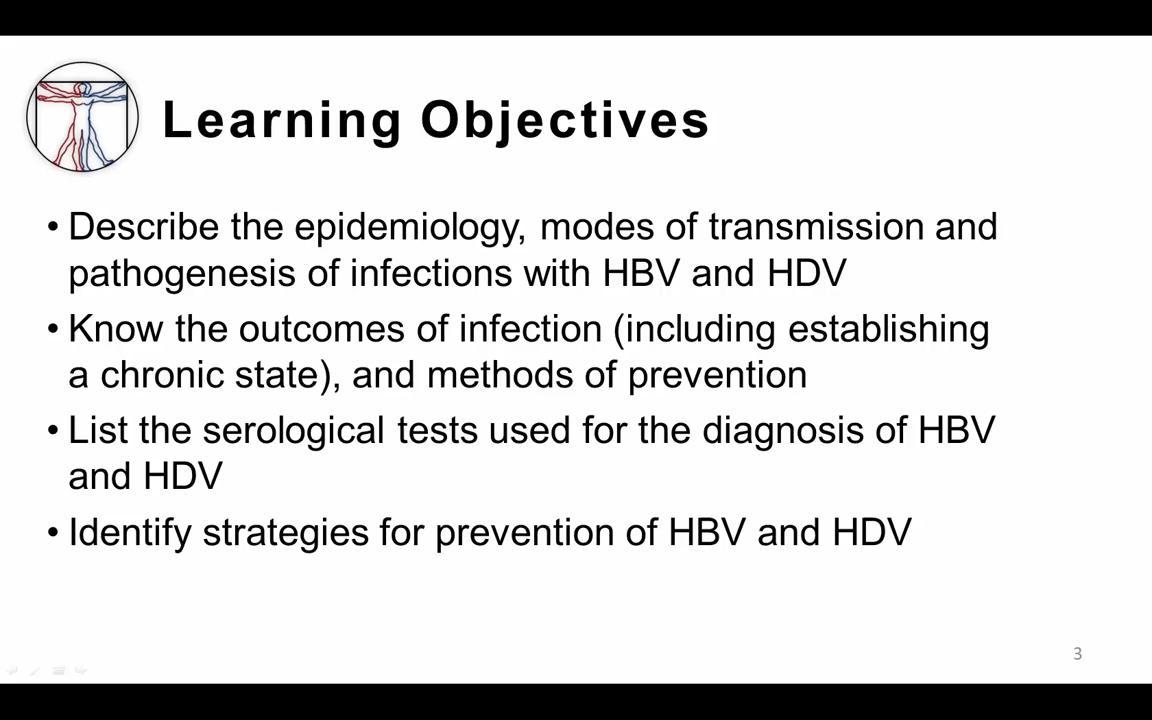 Learning Objectives
• Describe the epidemiology, modes of transmission and
pathogenesis of infections with HBV and HDV
• Know the outcomes of infection (including establishing
a chronic state), and methods of prevention
• List the serological tests used for the diagnosis of HBV
and HDV
• Identify strategies for prevention of HBV and HDV
3